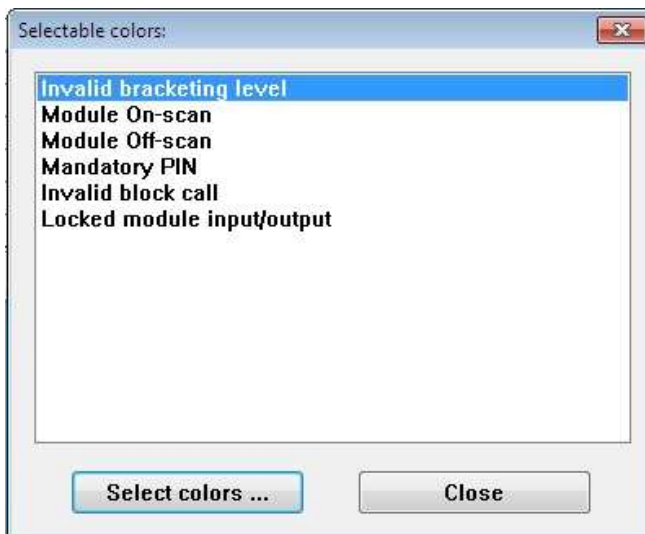 Selectable colors:
Invalid bracketing level
Module On-scan
Module Off-scan
Mandatory PIN
Invalid block call
Locked module input/output
Select colors ...
Close